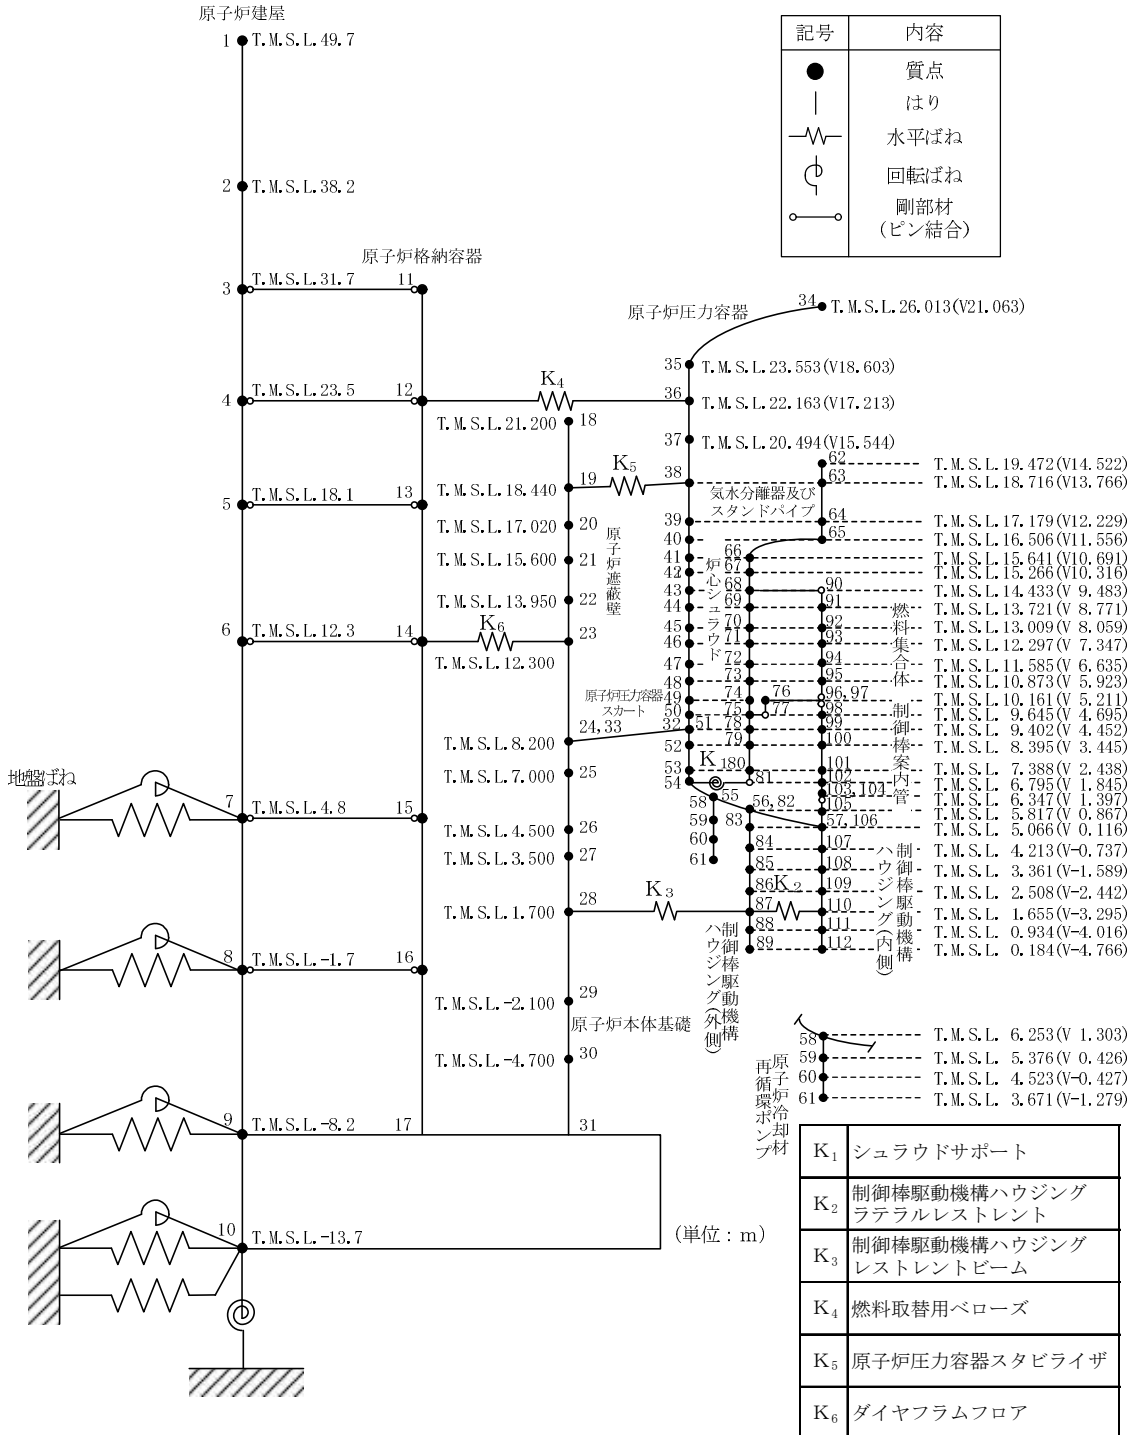 原子炉建屋
1 T.M.S.L.49.7
2 T.M.S.L.38.2
3 T.M.S.L.31.7
4 T.M.S.L.23.5
5 T.M.S.L.18.1
6 T.M.S.L.12.3
地盤ばね
7 T.M.S.L.4.8
8 T.M.S.L.-1.7
9 T.M.S.L.-8.2
10 T.M.S.L.-13.7
原子炉格納容器
11
12
13
14
15
16
17
K₄
K₅
K₆
K₃
T.M.S.L.21.200 18
T.M.S.L.18.440 19
T.M.S.L.17.020 20
T.M.S.L.15.600 21
T.M.S.L.13.950 22
T.M.S.L.12.300 23
T.M.S.L.8.200 24,33
T.M.S.L.7.000 25
T.M.S.L.4.500 26
T.M.S.L.3.500 27
T.M.S.L.1.700 28
T.M.S.L.-2.100 29
T.M.S.L.-4.700 30
31
原子炉遮蔽壁
原子炉本体基礎
原子炉圧力容器
スカート
原子炉圧力容器
34 T.M.S.L.26.013(V21.063)
35 T.M.S.L.23.553(V18.603)
36 T.M.S.L.22.163(V17.213)
37 T.M.S.L.20.494(V15.544)
38
39
40
41
42
43
44
45
46
47
48
49
50
32 51
52
53
54
55
58
59
60
61
気水分離器及び
スタンドパイプ
62
63
64
65
炉心シュラウド
66
67
68
69
70
71
72
73
74
75
76
77
78
79
K₁
80
81
56,82
83
84
85
86
87
88
89
K₂
燃料集合体
90
91
92
93
94
95
96,97
制御棒案内管
98
99
100
101
102
103,104
105
57,106
107
108
109
110
111
112
制御棒駆動機構
ハウジング(内側)
制御棒駆動機構
ハウジング(外側)
T.M.S.L.19.472(V14.522)
T.M.S.L.18.716(V13.766)
T.M.S.L.17.179(V12.229)
T.M.S.L.16.506(V11.556)
T.M.S.L.15.641(V10.691)
T.M.S.L.15.266(V10.316)
T.M.S.L.14.433(V 9.483)
T.M.S.L.13.721(V 8.771)
T.M.S.L.13.009(V 8.059)
T.M.S.L.12.297(V 7.347)
T.M.S.L.11.585(V 6.635)
T.M.S.L.10.873(V 5.923)
T.M.S.L.10.161(V 5.211)
T.M.S.L. 9.645(V 4.695)
T.M.S.L. 9.402(V 4.452)
T.M.S.L. 8.395(V 3.445)
T.M.S.L. 7.388(V 2.438)
T.M.S.L. 6.795(V 1.845)
T.M.S.L. 6.347(V 1.397)
T.M.S.L. 5.817(V 0.867)
T.M.S.L. 5.066(V 0.116)
T.M.S.L. 4.213(V-0.737)
T.M.S.L. 3.361(V-1.589)
T.M.S.L. 2.508(V-2.442)
T.M.S.L. 1.655(V-3.295)
T.M.S.L. 0.934(V-4.016)
T.M.S.L. 0.184(V-4.766)
58 T.M.S.L. 6.253(V 1.303)
59 T.M.S.L. 5.376(V 0.426)
60 T.M.S.L. 4.523(V-0.427)
61 T.M.S.L. 3.671(V-1.279)
原子炉冷却材
再循環ポンプ
(単位：m)
記号 内容
質点
はり
水平ばね
回転ばね
剛部材
(ピン結合)
K₁ シュラウドサポート
K₂ 制御棒駆動機構ハウジング
ラテラルレストレント
K₃ 制御棒駆動機構ハウジング
レストレントビーム
K₄ 燃料取替用ベローズ
K₅ 原子炉圧力容器スタビライザ
K₆ ダイヤフラムフロア